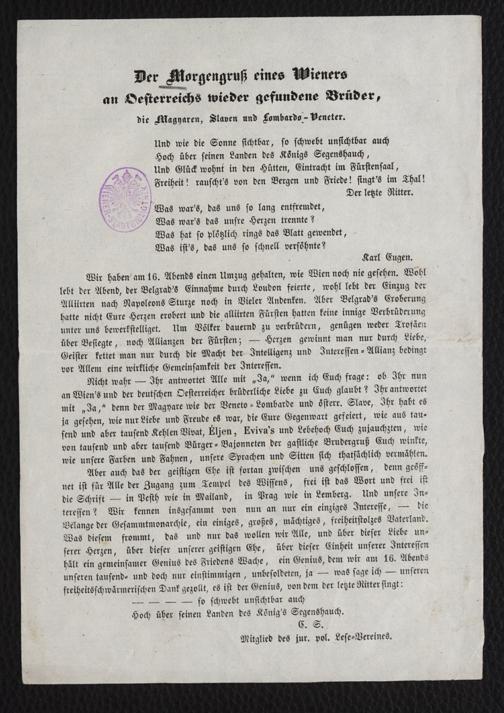 Der Morgengruß eines Wieners
an Oesterreichs wieder gefundene Brüder,
die Magyaren, Slaven und Lombardo-Veneter.
Und wie die Sonne sichtbar, so schwebt unsichtbar auch
Hoch über seinen Landen des Königs Segenshauch,
Und Glück wohnt in den Hütten, Eintracht im Fürstensaal,
Freiheit! rauscht's von den Bergen und Friede! singt's im Thal!
Der letzte Ritter.
Was war's, das uns so lang entfremdet,
Was war's das unsre Herzen trennte?
Was hat so plötzlich rings das Blatt gewendet,
Was ist's, das uns so schnell versöhnte?
Karl Eugen.
Wir haben am 16. Abends einen Umzug gehalten, wie Wien noch nie gesehen. Wohl
lebt der Abend, der Belgrad's Einnahme durch Loudon feierte, wohl lebt der Einzug der
Alliirten nach Napoleons Sturze noch in Vieler Andenken. Aber Belgrad's Eroberung
hatte nicht Eure Herzen erobert und die alliirten Fürsten hatten keine innige Verbrüderung
unter uns bewerkstelliget. Um Völker dauernd zu verbrüdern, genügen weder Trofäen
über Besiegte, noch Allianzen der Fürsten; — Herzen gewinnt man nur durch Liebe,
Geister kettet man nur durch die Macht der Intelligenz und Interessen-Allianz bedingt
vor Allem eine wirkliche Gemeinsamkeit der Interessen.
Nicht wahr — Ihr antwortet Alle mit „Ja," wenn ich Euch frage: ob Ihr nun
an Wien's und der deutschen Oesterreicher brüderliche Liebe zu Euch glaubt? Ihr antwortet
mit „Ja," denn der Magyare wie der Veneto-Lombarde und österr. Slave, Ihr habt es
ja gesehen, wie nur Liebe und Freude es war, die Eure Gegenwart gefeiert, wie aus tau-
send und aber tausend Kehlen Vivat, Éljen, Eviva's und Lebehoch Euch zujauchzten, wie
von tausend und aber tausend Bürger-Bajonneten der gastliche Brudergruß Euch winkte,
wie unsere Farben und Fahnen, unsere Sprachen und Sitten sich thatsächlich vermählten.
Aber auch das der geistigen Ehe ist fortan zwischen uns geschlossen, denn geöff-
net ist für Alle der Zugang zum Tempel des Wissens, frei ist das Wort und frei ist
die Schrift — in Pesth wie in Mailand, in Prag wie in Lemberg. Und unsere In-
teressen? Wir kennen insgesammt von nun an nur ein einziges Interesse, — die
Belange der Gesammtmonarchie, ein einiges, großes, mächtiges, freiheitstolzes Vaterland.
Was diesem frommt, das und nur das wollen wir Alle, und über dieser Liebe un-
serer Herzen, über dieser unserer geistigen Ehe, über dieser Einheit unserer Interessen
hält ein gemeinsamer Genius des Friedens Wache, ein Genius, dem wir am 16. Abends
unseren tausend- und doch nur einstimmigen, unbesoldeten, ja — was sage ich — unseren
freiheitsschwärmerischen Dank gezollt, es ist der Genius, von dem der letzte Ritter singt:
— — — — so schwebt unsichtbar auch
Hoch über seinen Landen des König's Segenshauch.
C. S.
Mitglied des jur. pol. Lese-Vereines.